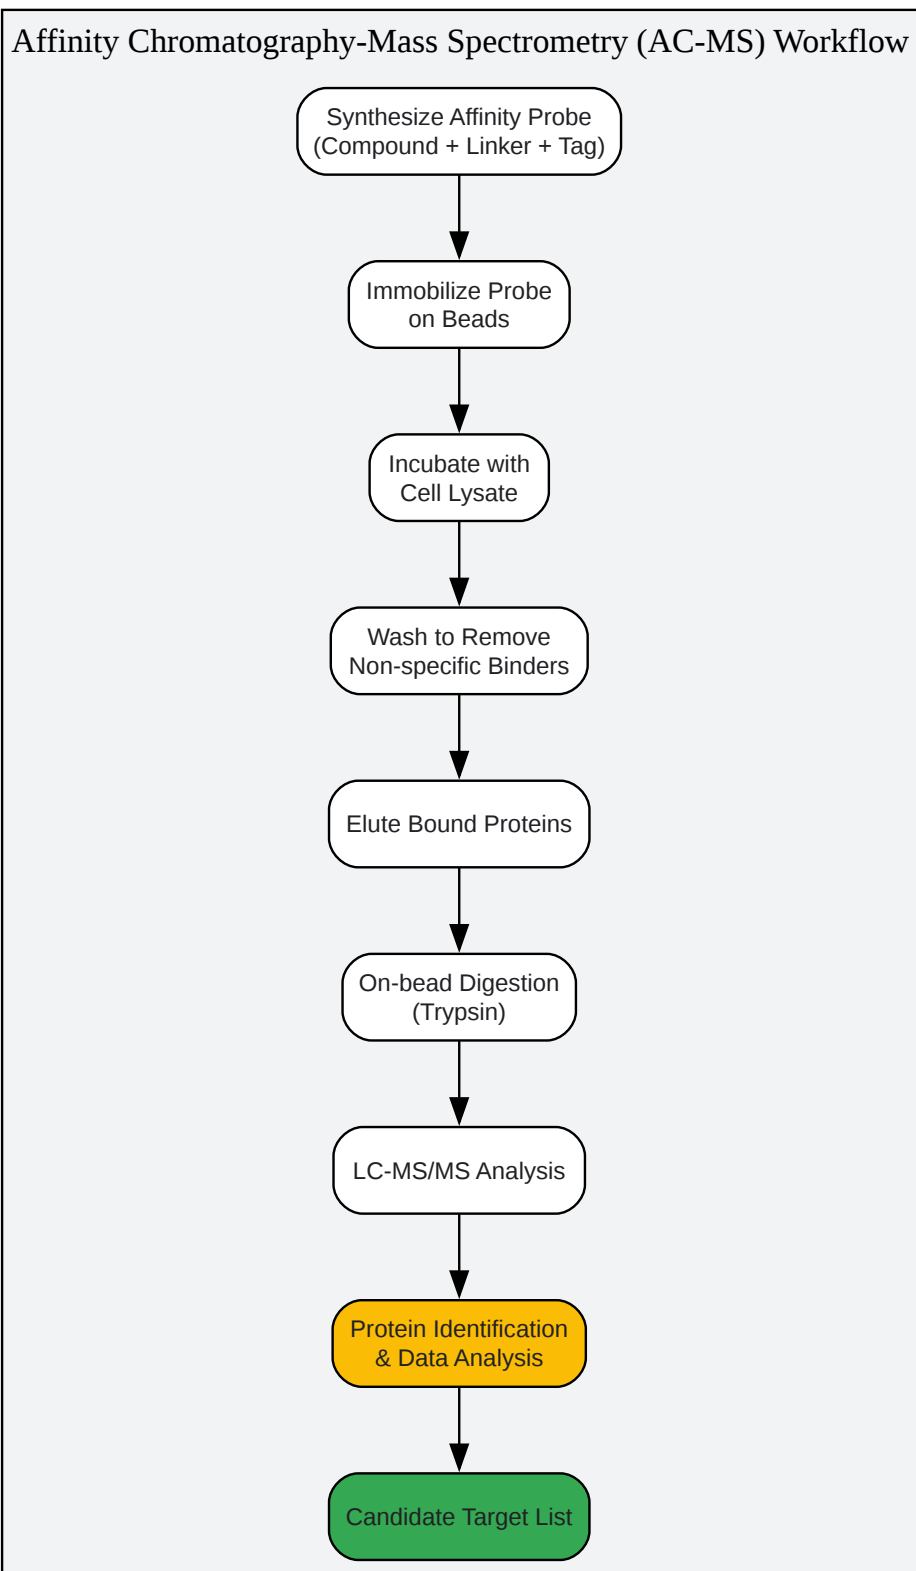 Affinity Chromatography-Mass Spectrometry (AC-MS) Workflow
Synthesize Affinity Probe
(Compound + Linker + Tag)
Immobilize Probe
on Beads
Incubate with
Cell Lysate
Wash to Remove
Non-specific Binders
Elute Bound Proteins
On-bead Digestion
(Trypsin)
LC-MS/MS Analysis
Protein Identification
& Data Analysis
Candidate Target List